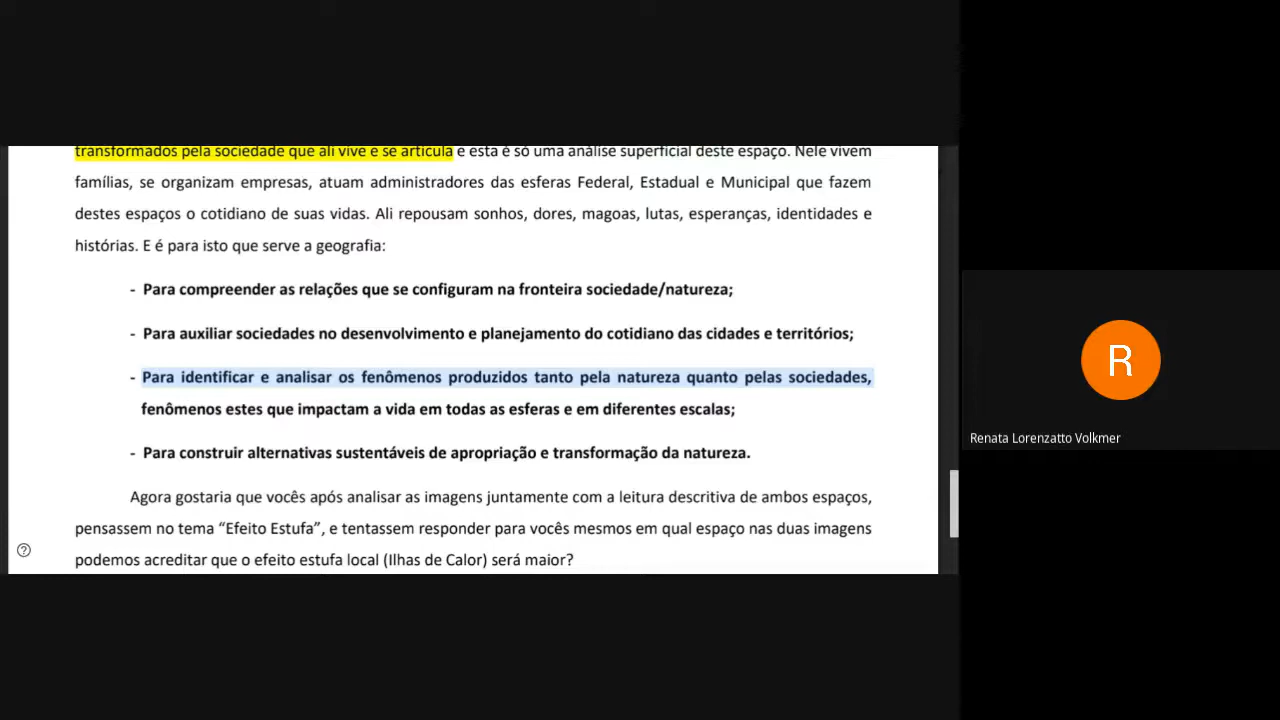 transformados pela sociedade que ali vive e se articula e esta é só uma análise superficial deste espaço. Nele vivem
famílias, se organizam empresas, atuam administradores das esferas Federal, Estadual e Municipal que fazem
destes espaços o cotidiano de suas vidas. Ali repousam sonhos, dores, magoas, lutas, esperanças, identidades e
histórias. E é para isto que serve a geografia:
- Para compreender as relações que se configuram na fronteira sociedade/natureza;
- Para auxiliar sociedades no desenvolvimento e planejamento do cotidiano das cidades e territórios;
- Para identificar e analisar os fenômenos produzidos tanto pela natureza quanto pelas sociedades,
fenômenos estes que impactam a vida em todas as esferas e em diferentes escalas;
- Para construir alternativas sustentáveis de apropriação e transformação da natureza.
Agora gostaria que vocês após analisar as imagens juntamente com a leitura descritiva de ambos espaços,
pensassem no tema “Efeito Estufa”, e tentassem responder para vocês mesmos em qual espaço nas duas imagens
podemos acreditar que o efeito estufa local (Ilhas de Calor) será maior?
?
R
Renata Lorenzatto Volkmer